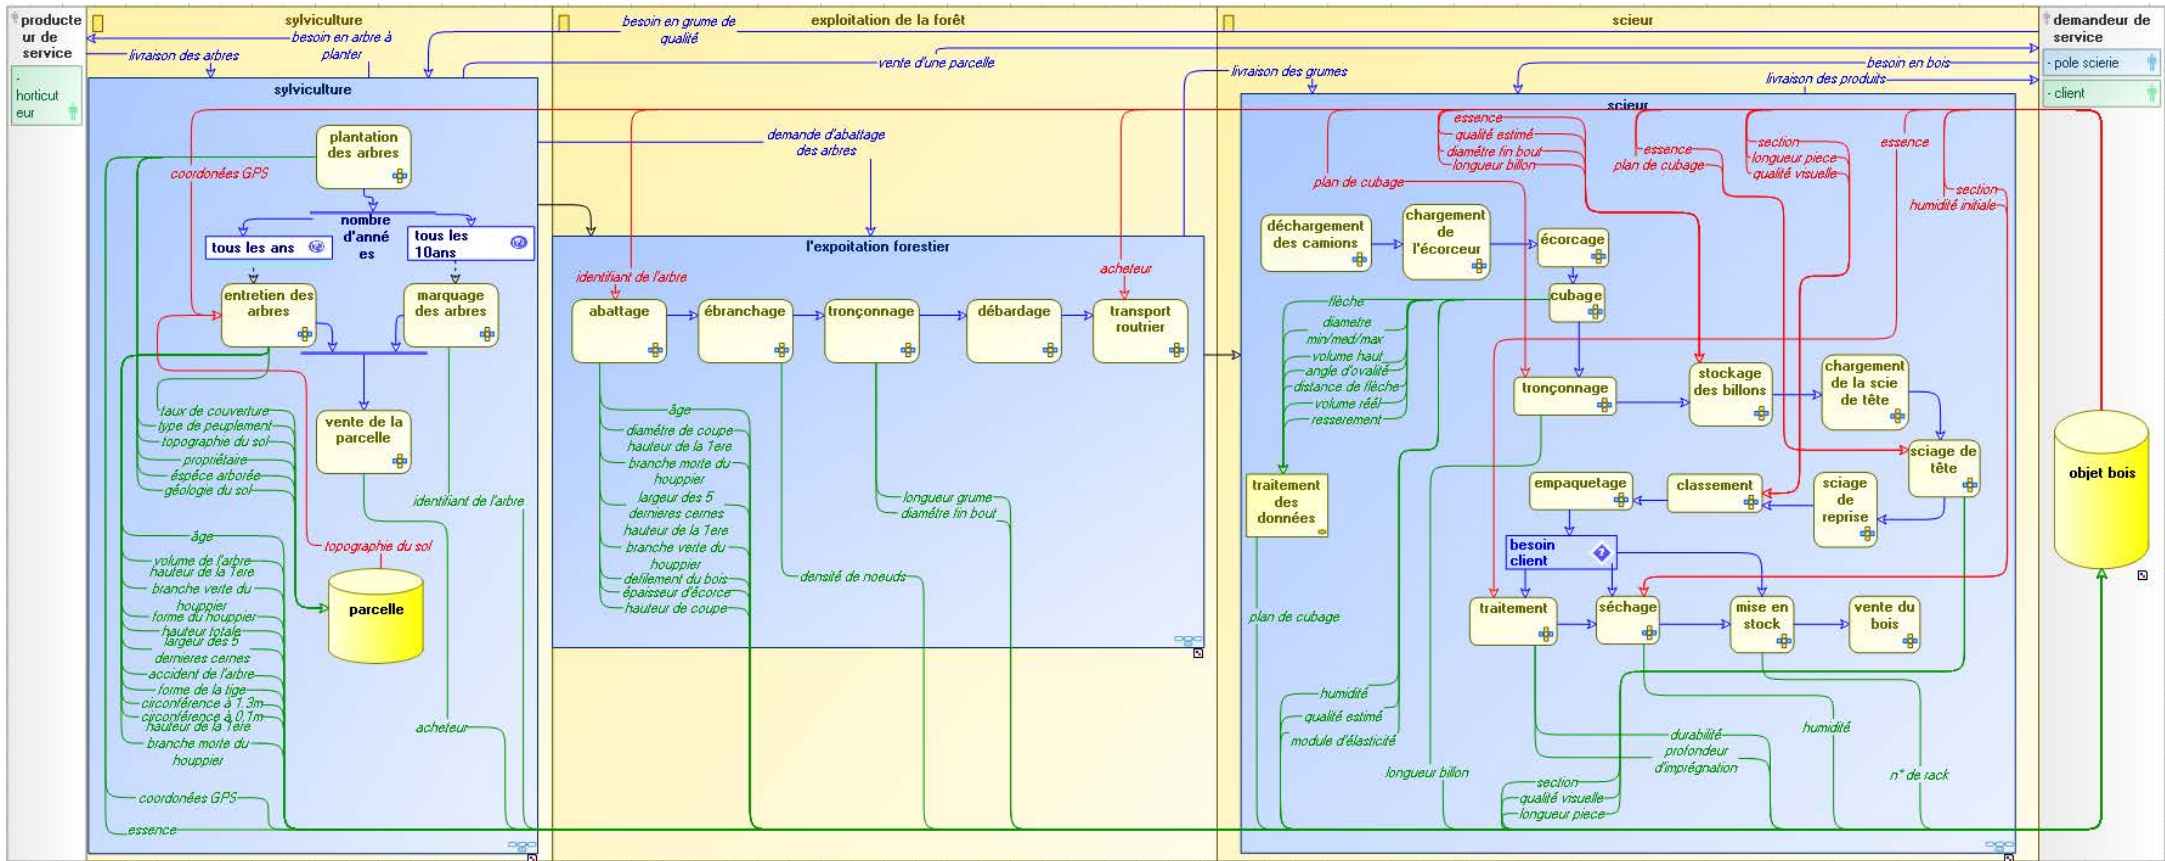 producte
ur de
service
-
horticut
eur
sylviculture
besoin en arbre à
planter
livraison des arbres
exploitation de la forêt
besoin en grume de
qualité
vente d'une parcelle
scieur
livraison des grumes
besoin en bois
livraison des produits
demandeur de
service
- pole scierie
- client
sylviculture
plantation
des arbres
coordonées GPS
nombre
d'anné
es
tous les ans
tous les
10ans
entretien des
arbres
marquage
des arbres
vente de la
parcelle
taux de couverture
type de peuplement
topographie du sol
propriétaire
éspéce arborée
géologie du sol
identifiant de l'arbre
topographie du sol
parcelle
âge
volume de l'arbre
hauteur de la 1ere
branche verte du
houppier
forme du houppier
hauteur totale
largeur des 5
dernieres cernes
accident de l'arbre
forme de la tige
circonférence à 1.3m
circonférence à 0,1m
hauteur de la 1ere
branche morte du
houppier
acheteur
coordonées GPS
essence
demande d'abattage
des arbres
l'expoitation forestier
identifiant de l'arbre
acheteur
abattage
ébranchage
tronçonnage
débardage
transport
routrier
âge
diamétre de coupe
hauteur de la 1ere
branche morte du
houppier
largeur des 5
dernieres cernes
hauteur de la 1ere
branche verte du
houppier
defilement du bois
épaisseur d'écorce
hauteur de coupe
longueur grume
diamétre fin bout
densité de noeuds
scieur
essence
qualité estimé
diamétre fin bout
longueur billon
plan de cubage
essence
plan de cubage
section
longueur piece
qualité visuelle
essence
section
humidité initiale
déchargement
des camions
chargement
de
l'écorceur
écorcage
cubage
flèche
diametre
min/med/max
volume haut
angle d'ovalité
distance de flèche
volume réél
resserement
tronçonnage
stockage
des billons
chargement
de la scie
de tête
sciage de
tête
traitement
des
données
empaquetage
classement
sciage
de
reprise
besoin
client
traitement
séchage
mise en
stock
vente du
bois
plan de cubage
humidité
qualité estimé
module d'élasticité
longueur billon
durabilité
profondeur
d'imprégnation
humidité
n° de rack
section
qualité visuelle
longueur piece
objet bois